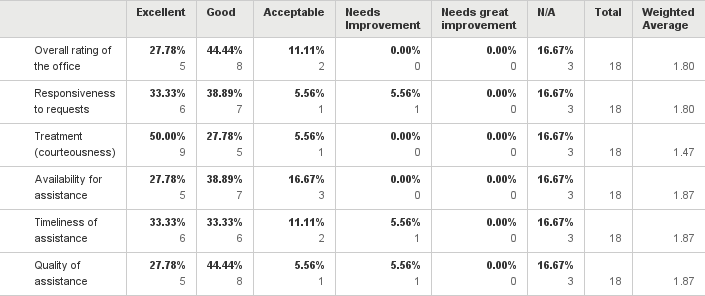 Excellent Good Acceptable Needs Improvement Needs great improvement N/A Total Weighted Average
Overall rating of the office 27.78% 44.44% 11.11% 0.00% 0.00% 16.67%
5 8 2 0 0 3 18 1.80
Responsiveness to requests 33.33% 38.89% 5.56% 5.56% 0.00% 16.67%
6 7 1 1 0 3 18 1.80
Treatment (courteousness) 50.00% 27.78% 5.56% 0.00% 0.00% 16.67%
9 5 1 0 0 3 18 1.47
Availability for assistance 27.78% 38.89% 16.67% 0.00% 0.00% 16.67%
5 7 3 0 0 3 18 1.87
Timeliness of assistance 33.33% 33.33% 11.11% 5.56% 0.00% 16.67%
6 6 2 1 0 3 18 1.87
Quality of assistance 27.78% 44.44% 5.56% 5.56% 0.00% 16.67%
5 8 1 1 0 3 18 1.87